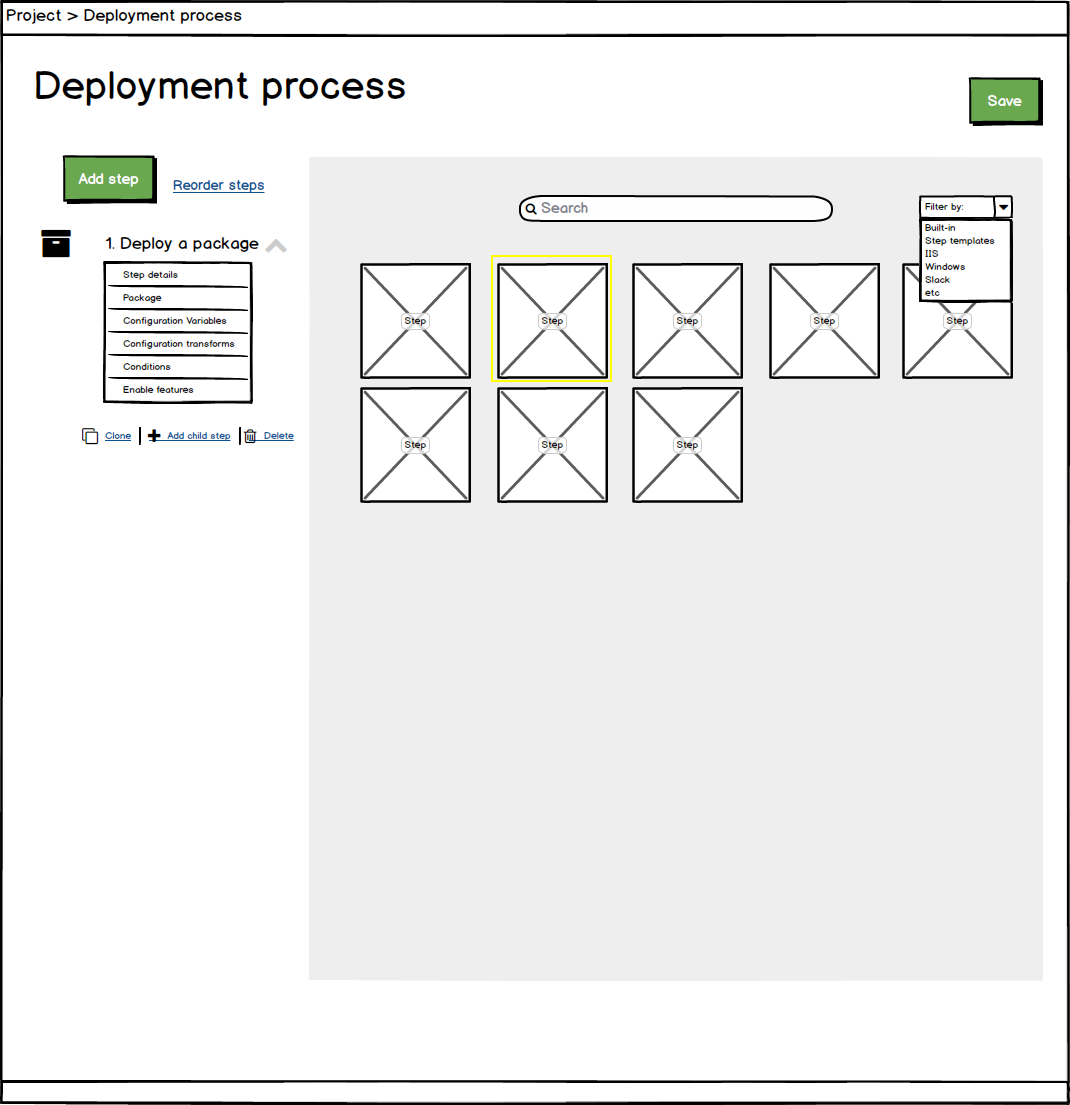 Project > Deployment process
Deployment process
Save
Add step
Reorder steps
1. Deploy a package
Step details
Package
Configuration Variables
Configuration transforms
Conditions
Enable features
Clone
Add child step
Delete
Search
Filter by:
Built-in
Step templates
IIS
Windows
Slack
etc
Step
Step
Step
Step
Step
Step
Step
Step